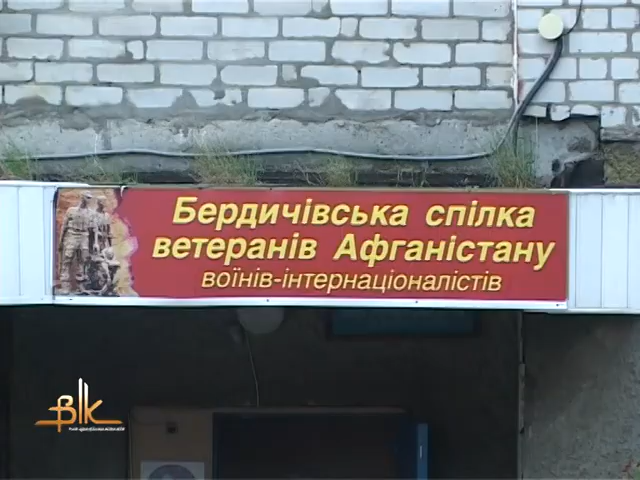 Бердичівська спілка
ветеранів Афганістану
воїнів-інтернаціоналістів
ВІК